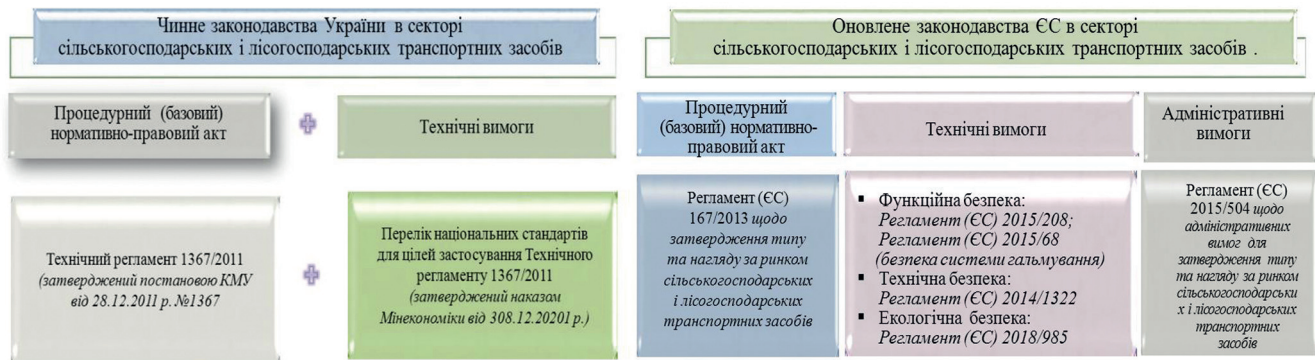 Чинне законодавства України в секторі
сільськогосподарських і лісогосподарських транспортних засобів
Процедурний (базовий)
нормативно-правовий акт
Технічні вимоги
Технічний регламент 1367/2011
(затверджений постановою КМУ
від 28.12.2011 р. №1367
Перелік національних стандартів
для цілей застосування Технічного
регламенту 1367/2011
(затверджений наказом
Мінекономіки від 308.12.20201 р.)
Оновлене законодавства ЄС в секторі
сільськогосподарських і лісогосподарських транспортних засобів .
Процедурний
(базовий) нормативно-
правовий акт
Технічні вимоги
Адміністративні
вимоги
Регламент (ЄС)
167/2013 щодо
затвердження типу
та нагляду за ринком
сільськогосподарських
і лісогосподарських
транспортних засобів
▪ Функційна безпека:
Регламент (ЄС) 2015/208;
Регламент (ЄС) 2015/68
(безпека системи гальмування)
▪ Технічна безпека:
Регламент (ЄС) 2014/1322
▪ Екологічна безпека:
Регламент (ЄС) 2018/985
Регламент (ЄС)
2015/504 щодо
адміністративних
вимог для
затвердження типу
та нагляду за ринком
сільськогосподарськи
х і лісогосподарських
транспортних
засобів